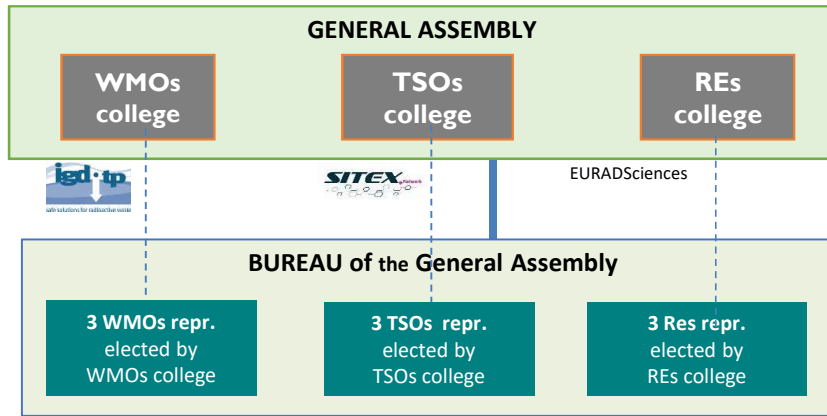 GENERAL ASSEMBLY
WMOs
college
TSOs
college
REs
college
igd·tp
safe solutions for radioactive waste
SITEX Network
EURADSciences
BUREAU of the General Assembly
3 WMOs repr.
elected by
WMOs college
3 TSOs repr.
elected by
TSOs college
3 Res repr.
elected by
REs college